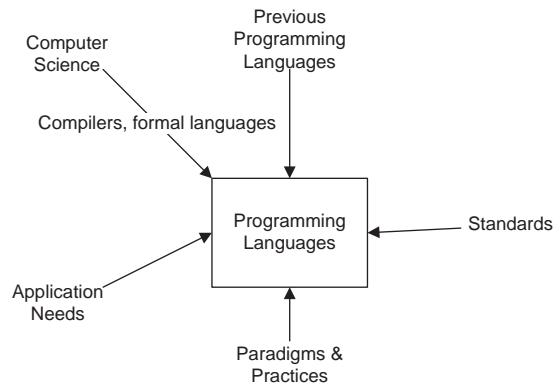 Previous
Programming
Languages
Computer
Science
Compilers, formal languages
Programming
Languages
Standards
Application
Needs
Paradigms &
Practices